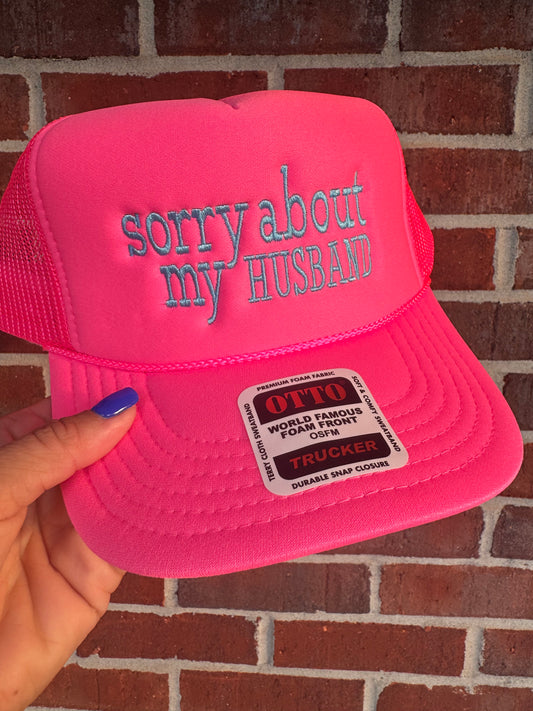 sorry about
my HUSBAND
PREMIUM FOAM FABRIC
OTTO
WORLD FAMOUS
FOAM FRONT
OSFM
TRUCKER
DURABLE SNAP CLOSURE
TERRY CLOTH SWEATBAND
SOFT & COMFY SWEATBAND